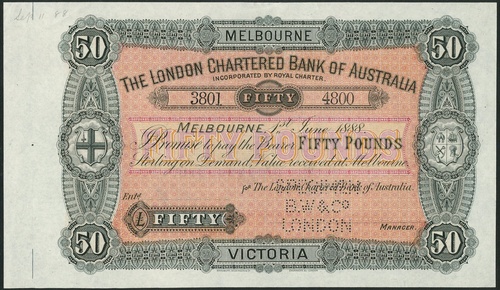 50 MELBOURNE 50
THE LONDON CHARTERED BANK OF AUSTRALIA
INCORPORATED BY ROYAL CHARTER.
3801 FIFTY 4800
MELBOURNE, 1st June 1888.
I Promise to pay the Bearer FIFTY POUNDS
Sterling on Demand, Value received at Melbourne.
FIFTY POUNDS
For The London Chartered Bank of Australia.
B.W&Co
LONDON
Entd
£ FIFTY
MANAGER.
50 VICTORIA 50